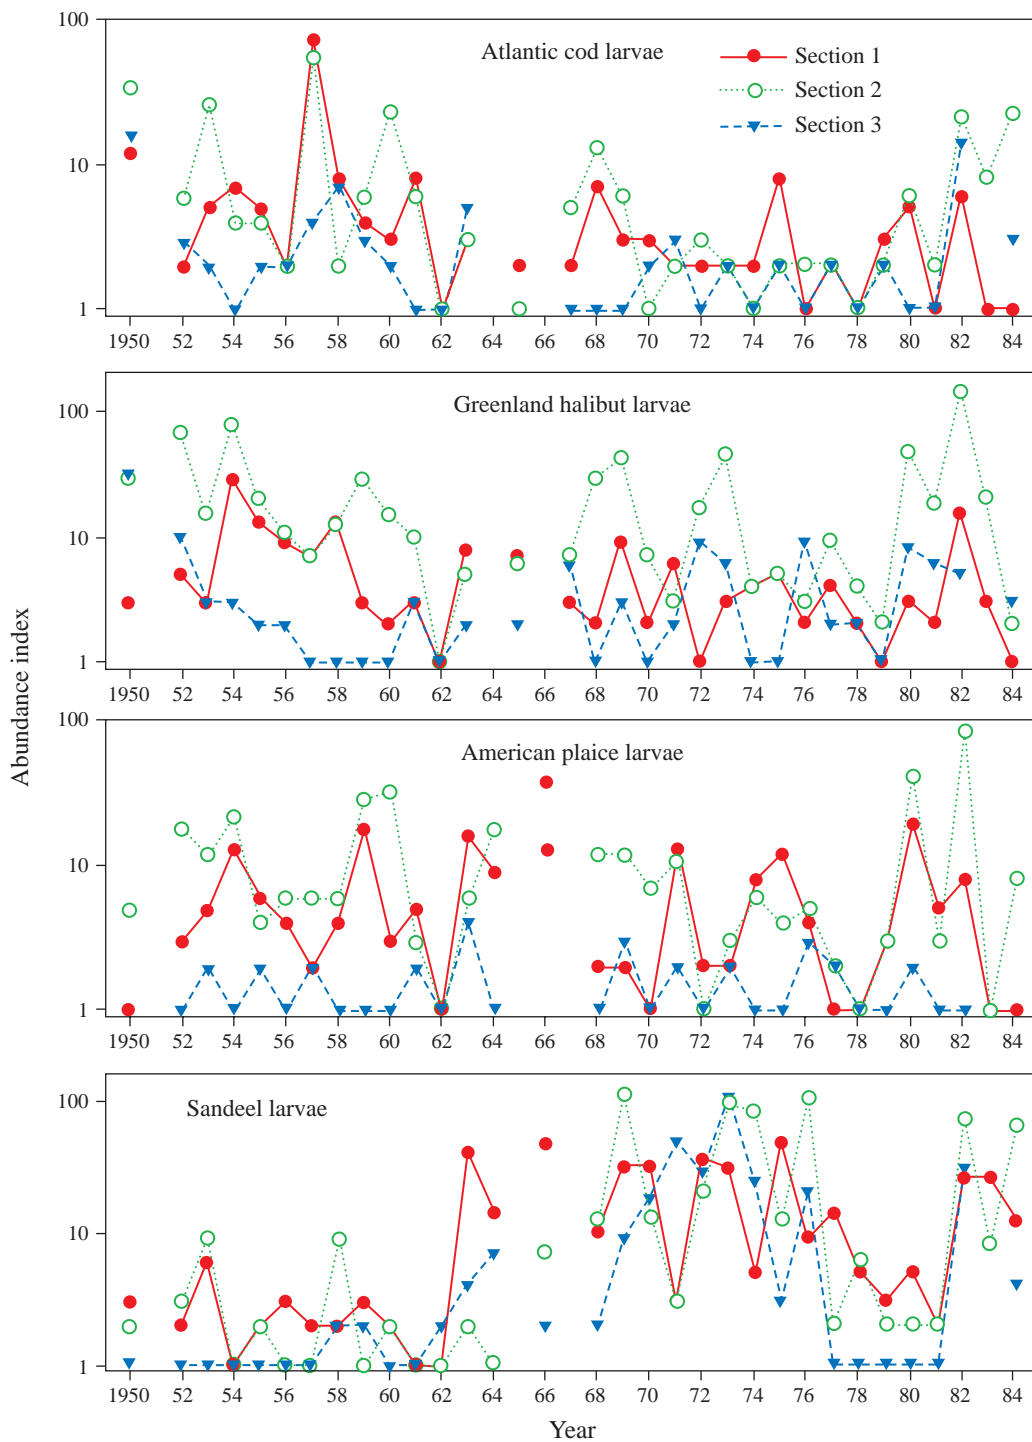 100
Atlantic cod larvae
Section 1
Section 2
Section 3
10
1
1950 52 54 56 58 60 62 64 66 68 70 72 74 76 78 80 82 84
Greenland halibut larvae
100
10
1
1950 52 54 56 58 60 62 64 66 68 70 72 74 76 78 80 82 84
Abundance index
100
American plaice larvae
10
1
1950 52 54 56 58 60 62 64 66 68 70 72 74 76 78 80 82 84
100
Sandeel larvae
10
1
1950 52 54 56 58 60 62 64 66 68 70 72 74 76 78 80 82 84
Year